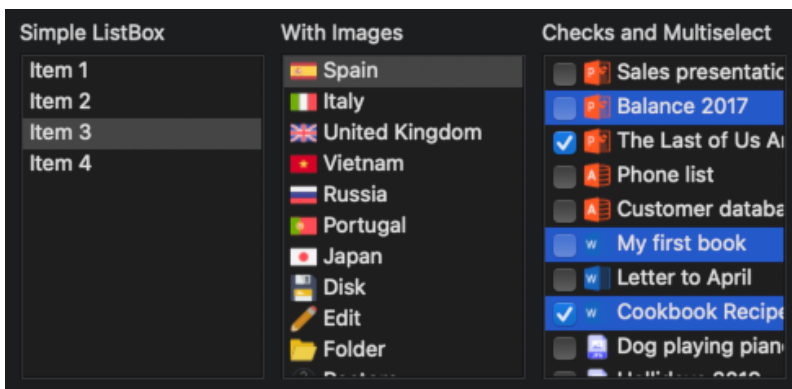 Simple ListBox
Item 1
Item 2
Item 3
Item 4
With Images
Spain
Italy
United Kingdom
Vietnam
Russia
Portugal
Japan
Disk
Edit
Folder
Checks and Multiselect
Sales presentatio
Balance 2017
The Last of Us A
Phone list
Customer databa
My first book
Letter to April
Cookbook Recipe
Dog playing pian